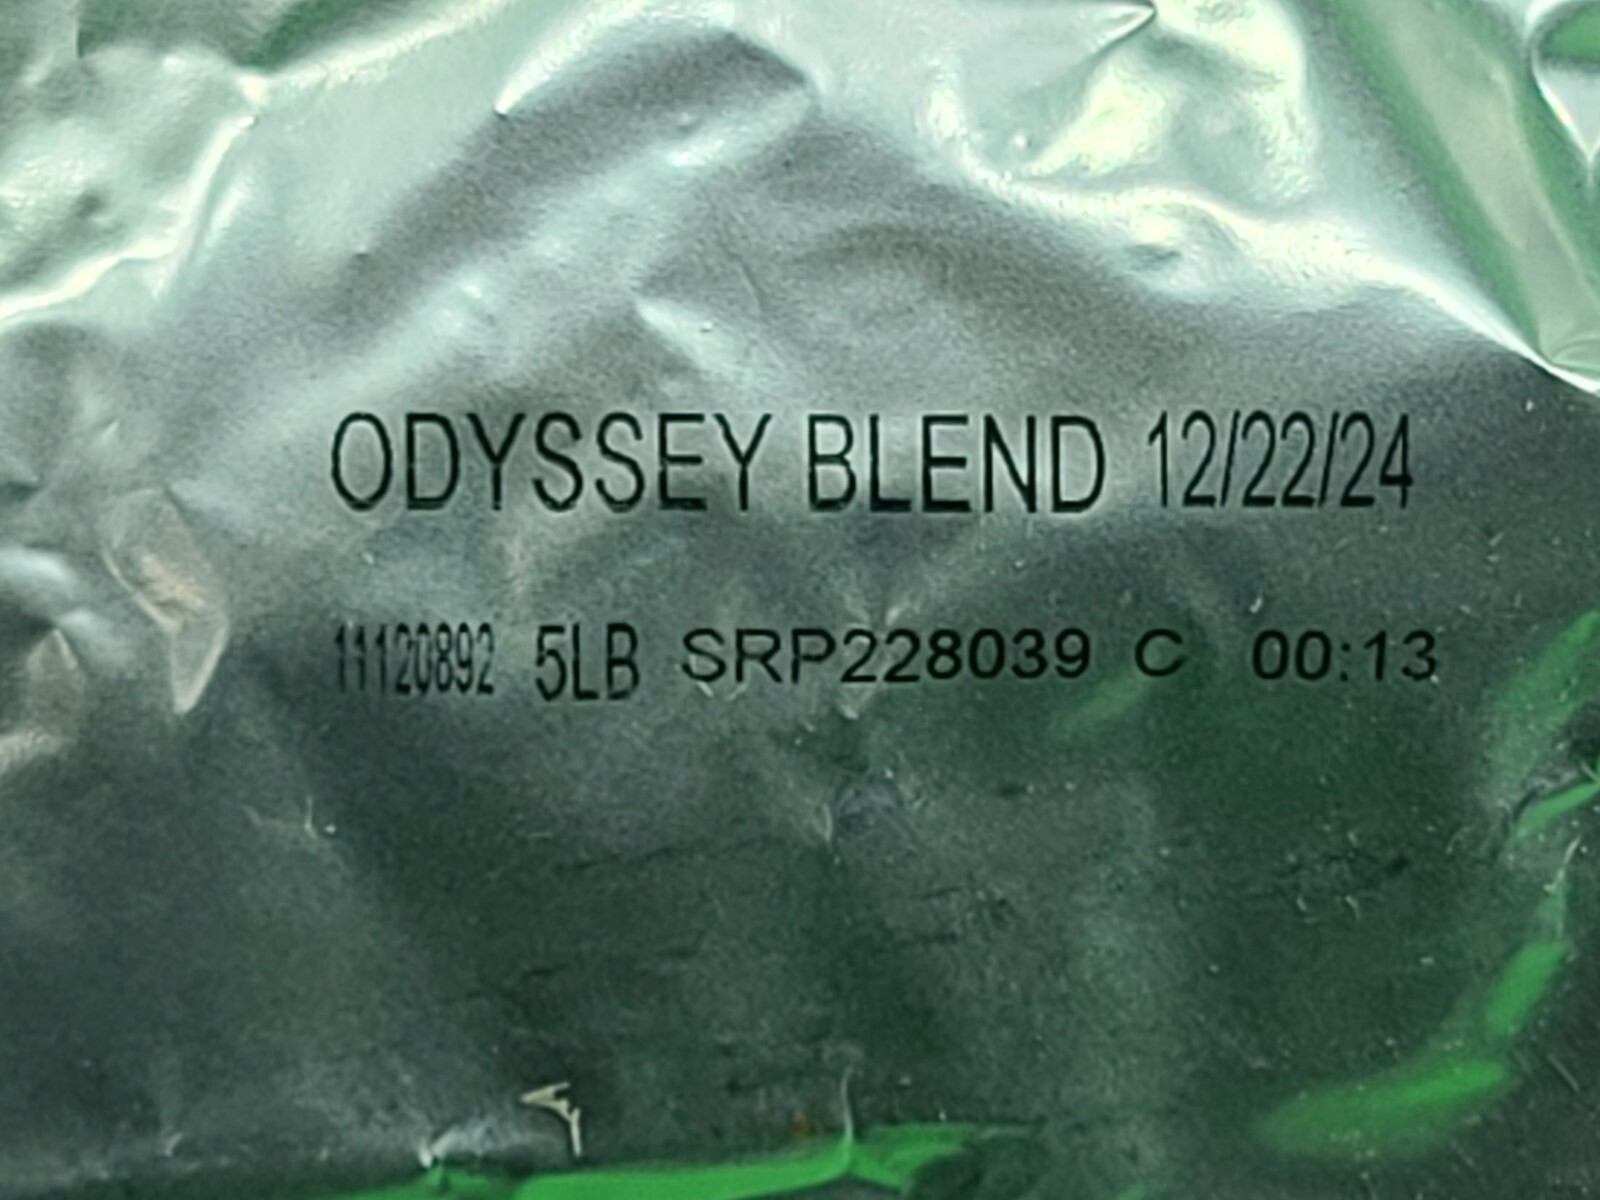 ODYSSEY BLEND 12/22/24
11120892 5LB SRP228039 C 00:13